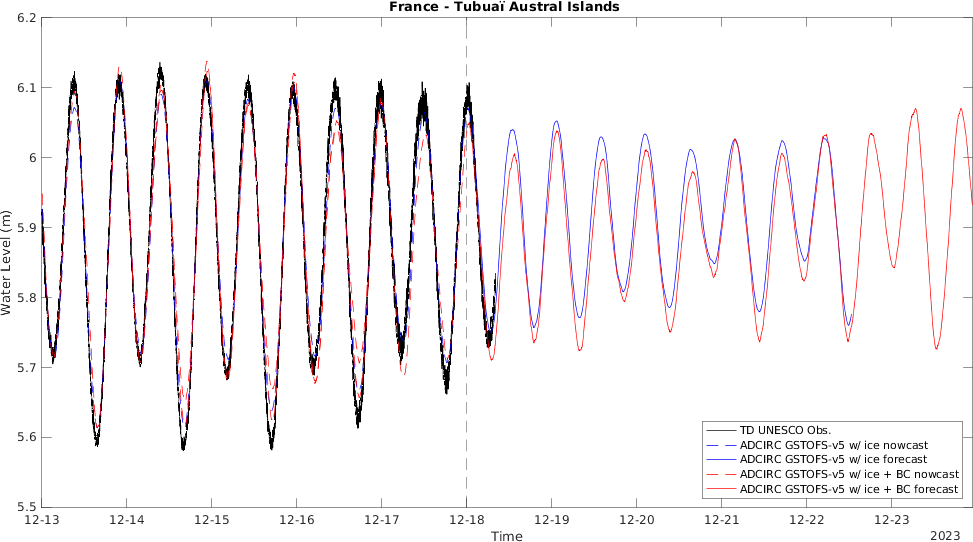 France - Tubuaï Austral Islands
6.2
6.1
6
5.9
5.8
5.7
5.6
5.5
Water Level (m)
TD UNESCO Obs.
ADCIRC GSTOFS-v5 w/ ice nowcast
ADCIRC GSTOFS-v5 w/ ice forecast
ADCIRC GSTOFS-v5 w/ ice + BC nowcast
ADCIRC GSTOFS-v5 w/ ice + BC forecast
12-13 12-14 12-15 12-16 12-17 12-18 12-19 12-20 12-21 12-22 12-23
Time
2023